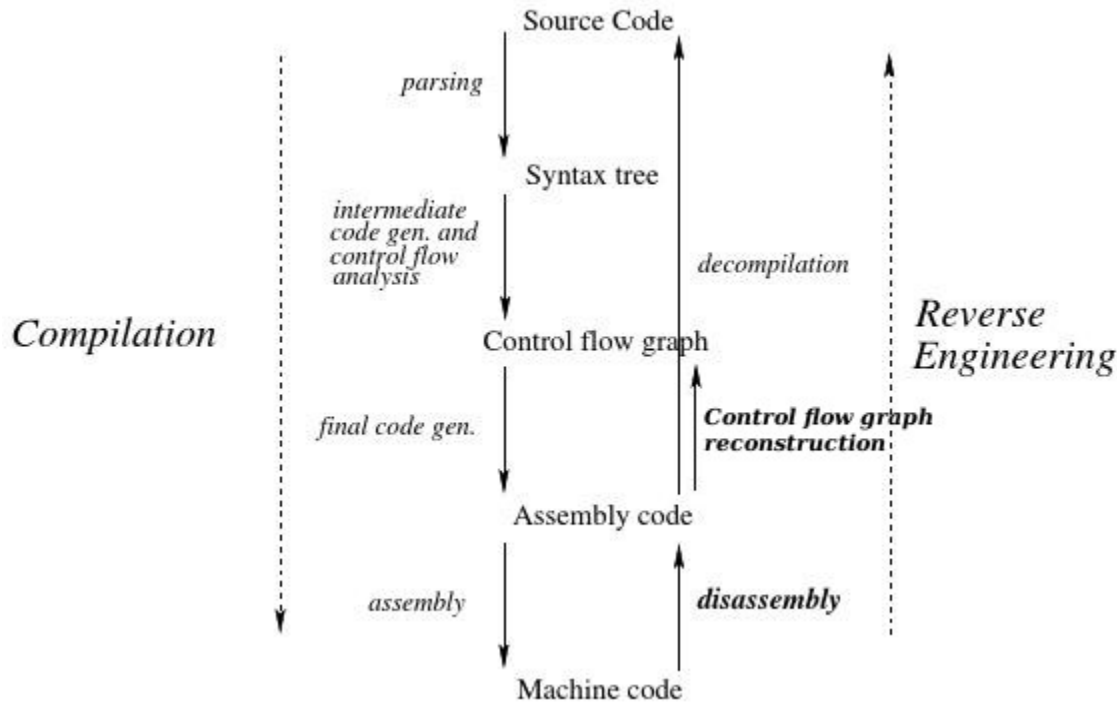 Source Code
parsing
Syntax tree
intermediate
code gen. and
control flow
analysis
decompilation
Compilation
Reverse
Engineering
Control flow graph
final code gen.
Control flow graph
reconstruction
Assembly code
assembly
disassembly
Machine code